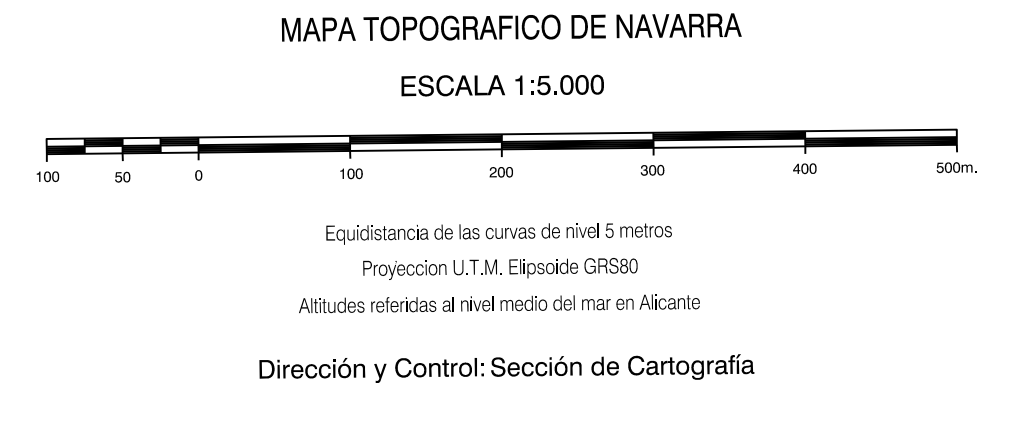 MAPA TOPOGRAFICO DE NAVARRA
ESCALA 1:5.000
100 50 0 100 200 300 400 500m.
Equidistancia de las curvas de nivel 5 metros
Proyeccion U.T.M. Elipsoide GRS80
Altitudes referidas al nivel medio del mar en Alicante
Dirección y Control: Sección de Cartografía